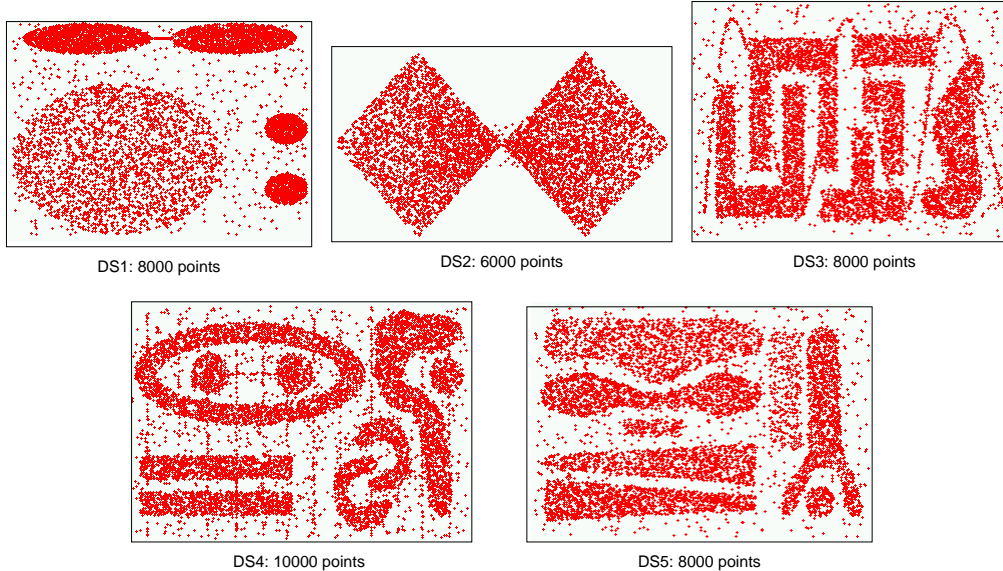 DS1: 8000 points
DS2: 6000 points
DS3: 8000 points
DS4: 10000 points
DS5: 8000 points